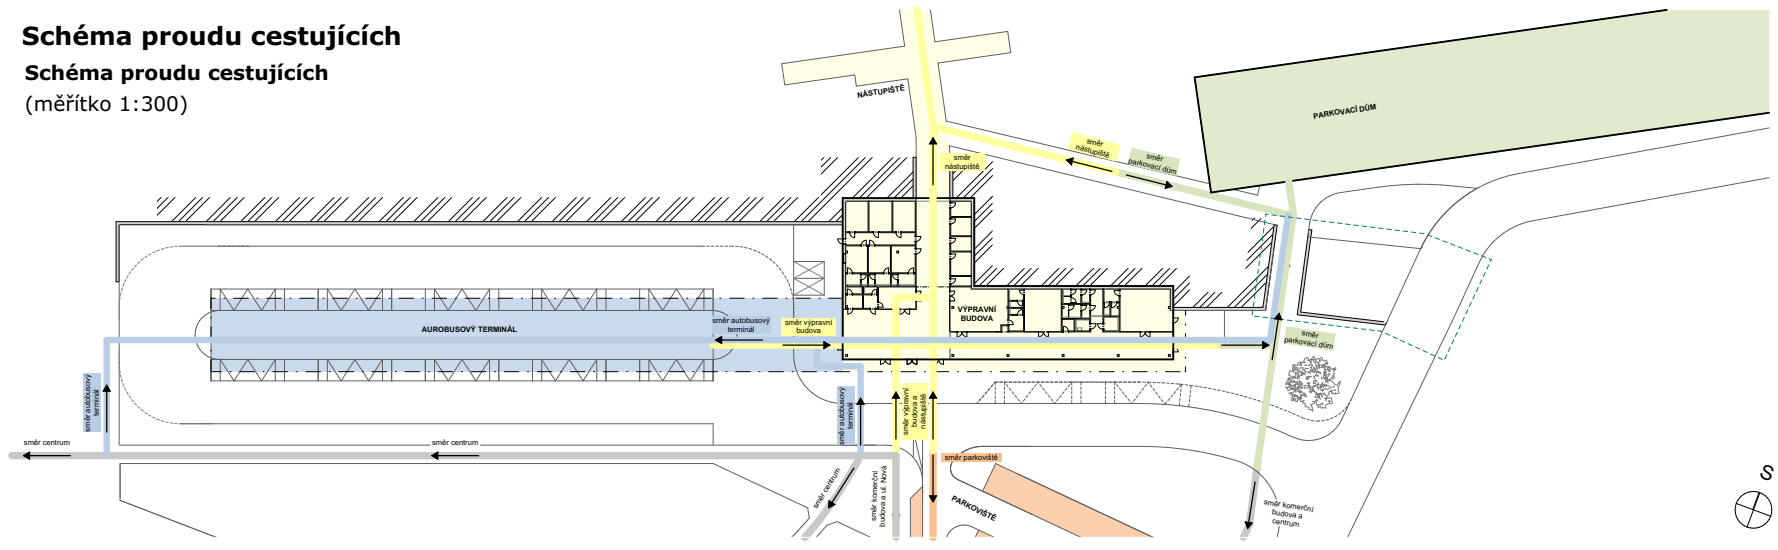 Schéma proudu cestujících
Schéma proudu cestujících
(měřítko 1:300)
NÁSTUPIŠTĚ
PARKOVACÍ DŮM
směr
nástupiště
směr
parkovací dům
směr
nástupiště
AUROBUSOVÝ TERMINÁL
směr autobusový
terminál
směr výpravní
budova
VÝPRAVNÍ
BUDOVA
směr
parkovací dům
směr autobusový
terminál
směr autobusový
terminál
směr výpravní
budova a
nástupiště
směr centrum
směr centrum
směr centrum
směr komerční
budova a ul. Nová
směr parkoviště
PARKOVIŠTĚ
směr komerční
budova a
centrum
S